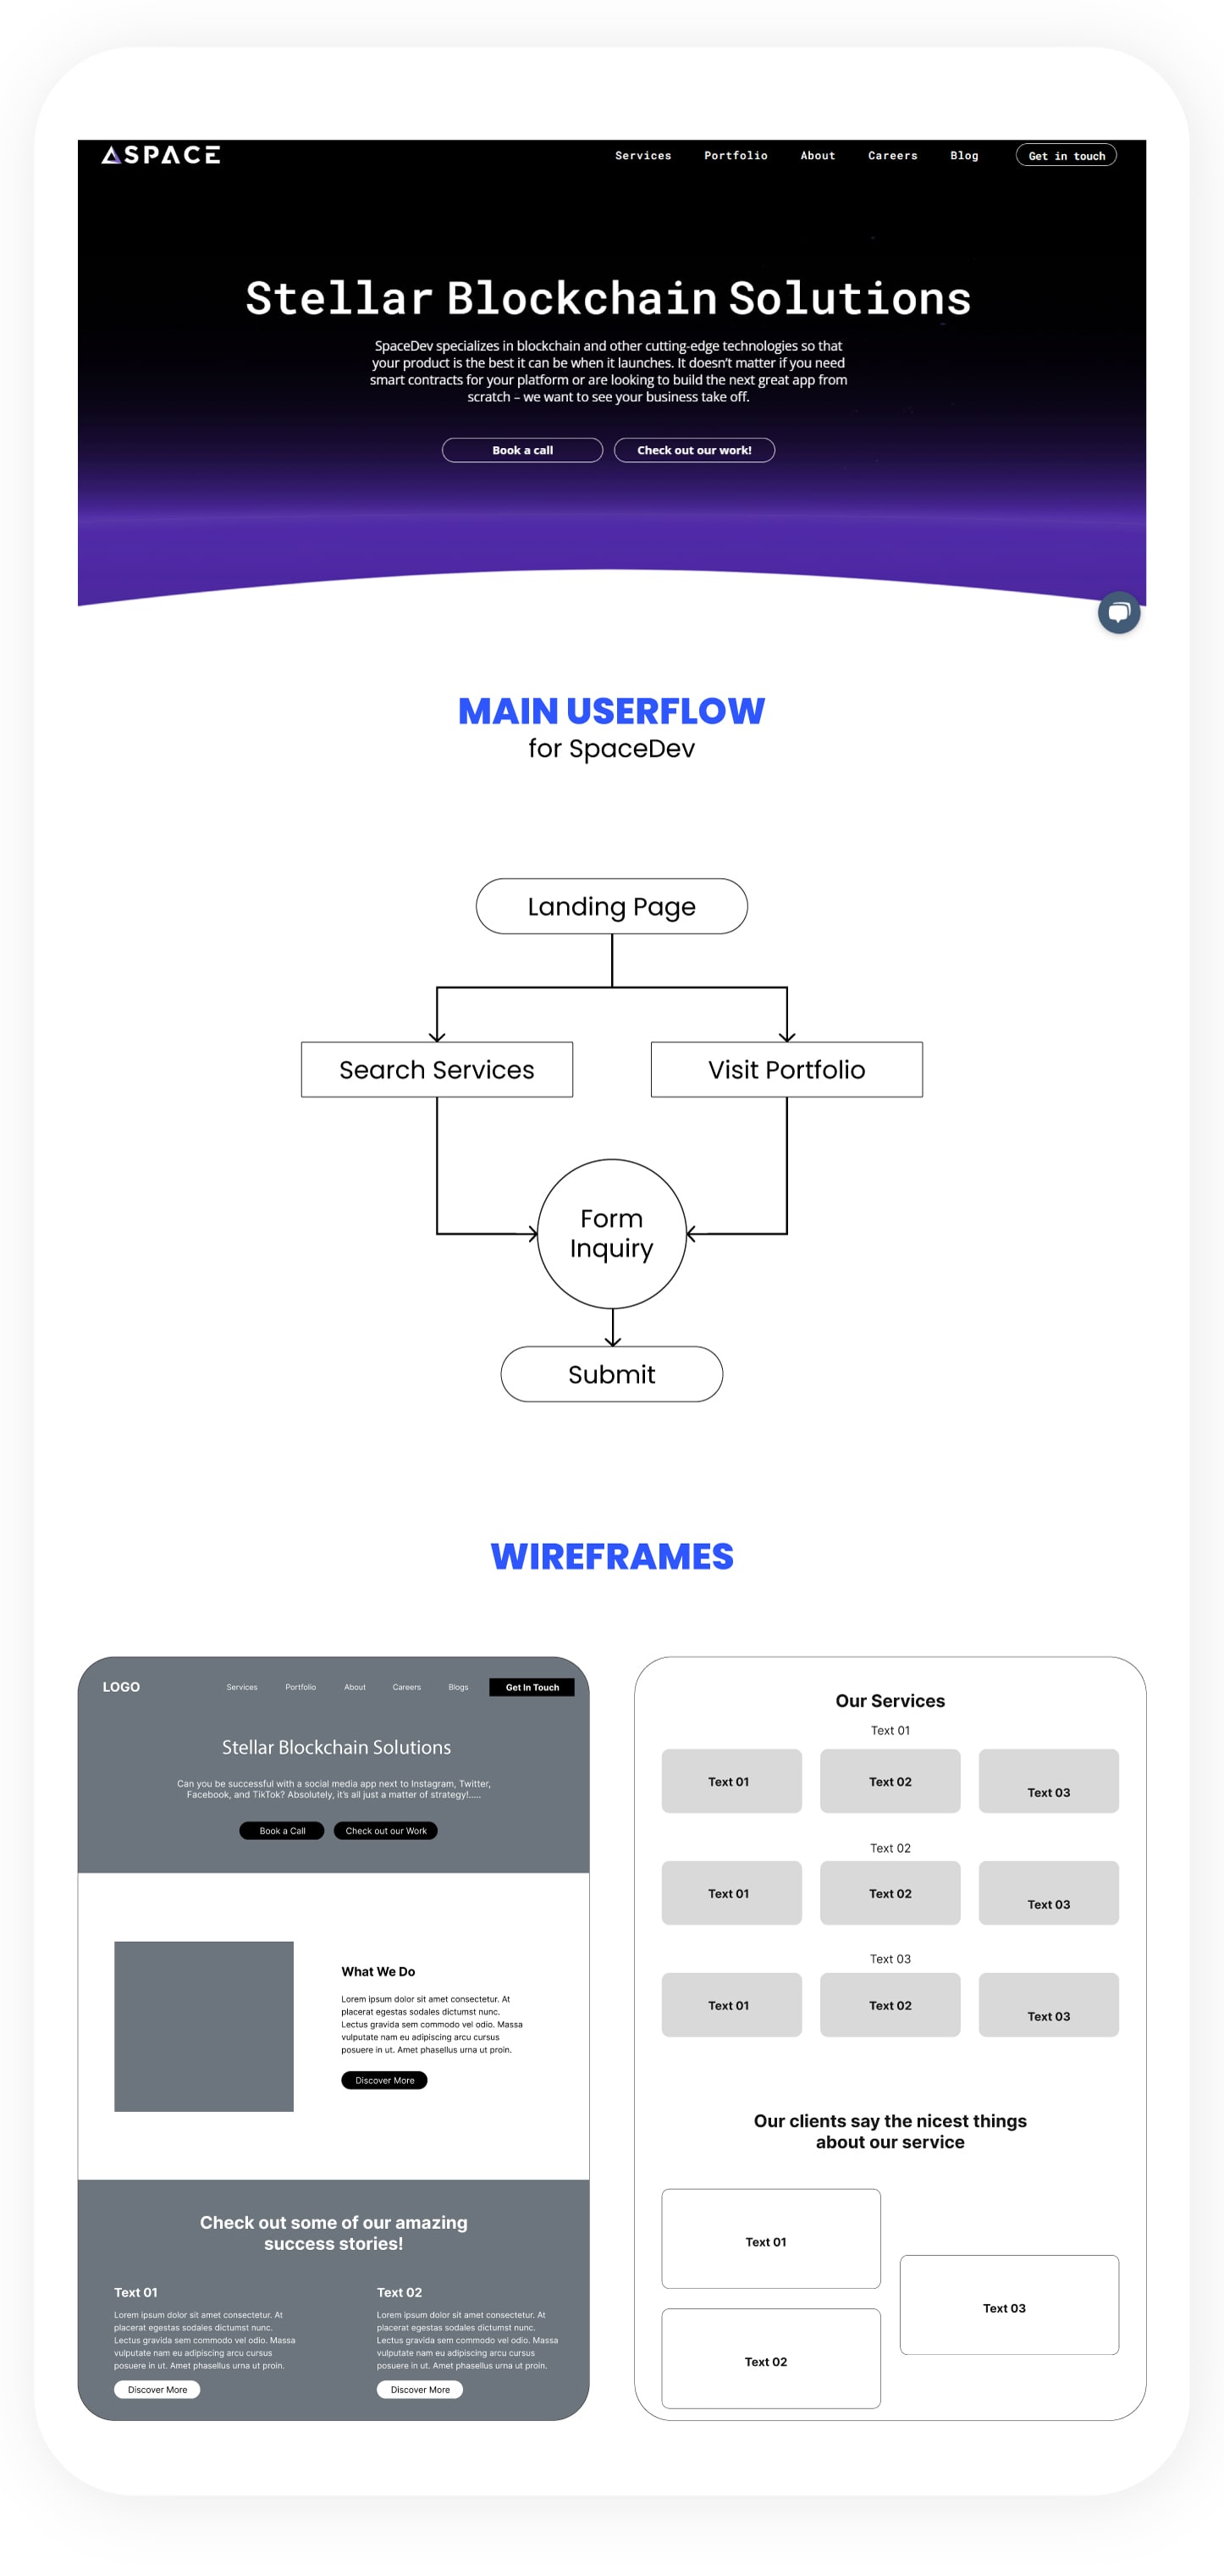 SPACE
Services Portfolio About Careers Blog Get in touch
Stellar Blockchain Solutions
SpaceDev specializes in blockchain and other cutting-edge technologies so that
your product is the best it can be when it launches. It doesn't matter if you need
smart contracts for your platform or are looking to build the next great app from
scratch – we want to see your business take off.
Book a call Check out our work!
MAIN USERFLOW
for SpaceDev
Landing Page
Search Services Visit Portfolio
Form
Inquiry
Submit
WIREFRAMES
LOGO Services Portfolio About Careers Blogs Get In Touch
Stellar Blockchain Solutions
Can you be successful with a social media app next to Instagram, Twitter,
Facebook, and TikTok? Absolutely, it's all just a matter of strategy!.....
Book a Call Check out our Work
What We Do
Lorem ipsum dolor sit amet consectetur. At
placerat egestas sodales dictumst nunc.
Lectus gravida sem commodo vel odio. Massa
vulputate nam eu adipiscing arcu cursus
posuere in ut. Amet phasellus urna ut proin.
Discover More
Check out some of our amazing
success stories!
Text 01
Lorem ipsum dolor sit amet consectetur. At
placerat egestas sodales dictumst nunc.
Lectus gravida sem commodo vel odio. Massa
vulputate nam eu adipiscing arcu cursus
posuere in ut. Amet phasellus urna ut proin.
Discover More
Text 02
Lorem ipsum dolor sit amet consectetur. At
placerat egestas sodales dictumst nunc.
Lectus gravida sem commodo vel odio. Massa
vulputate nam eu adipiscing arcu cursus
posuere in ut. Amet phasellus urna ut proin.
Discover More
Our Services
Text 01
Text 01 Text 02 Text 03
Text 02
Text 01 Text 02 Text 03
Text 03
Text 01 Text 02 Text 03
Our clients say the nicest things
about our service
Text 01
Text 03
Text 02